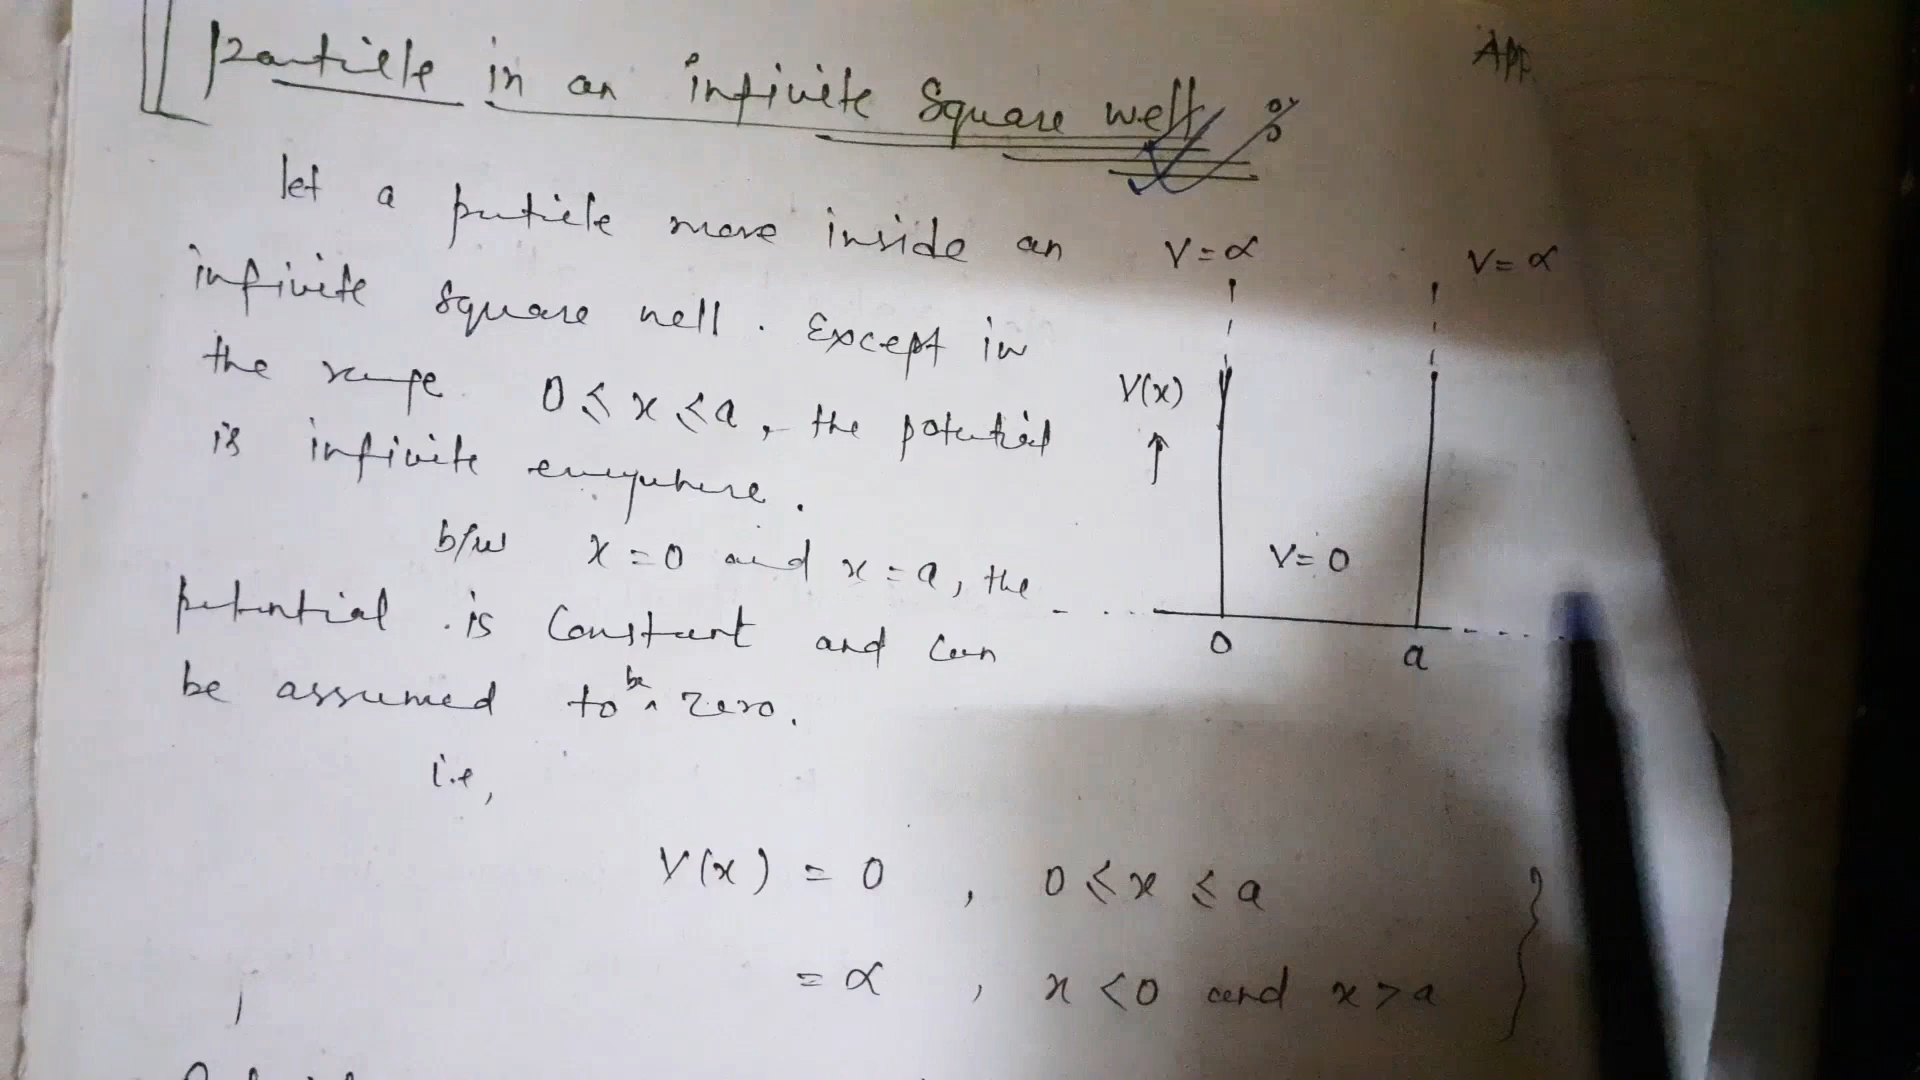 Particle in an infinite Square well
APP
let a particle move inside an
infinite square well. Except in
the range 0 ≤ x ≤ a, the potential
is infinite everywhere.
b/w x = 0 and x = a, the
potential is Constant and can
be assumed to be zero.
i.e,
V(x) = 0 , 0 ≤ x ≤ a
= ∝ , x < 0 and x > a
V = ∝
V = ∝
V(x)
↑
V = 0
0
a